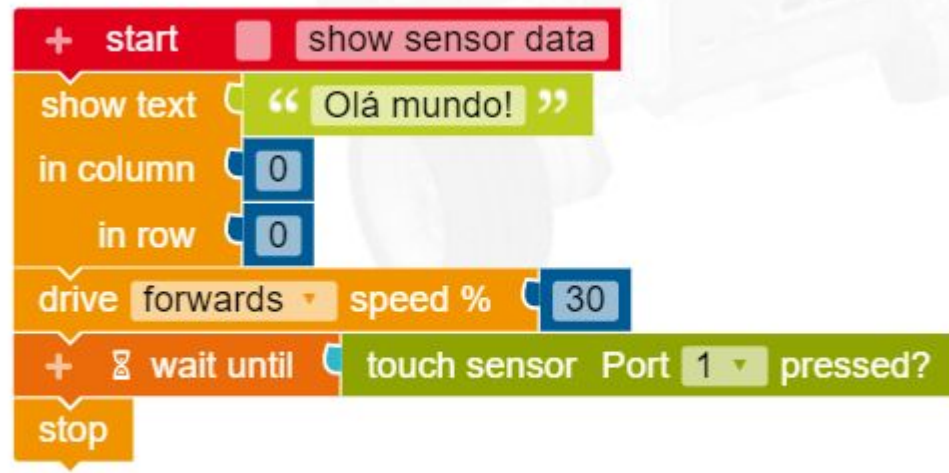 + start show sensor data
show text “ Olá mundo! ”
in column 0
in row 0
drive forwards speed % 30
+ wait until touch sensor Port 1 pressed?
stop